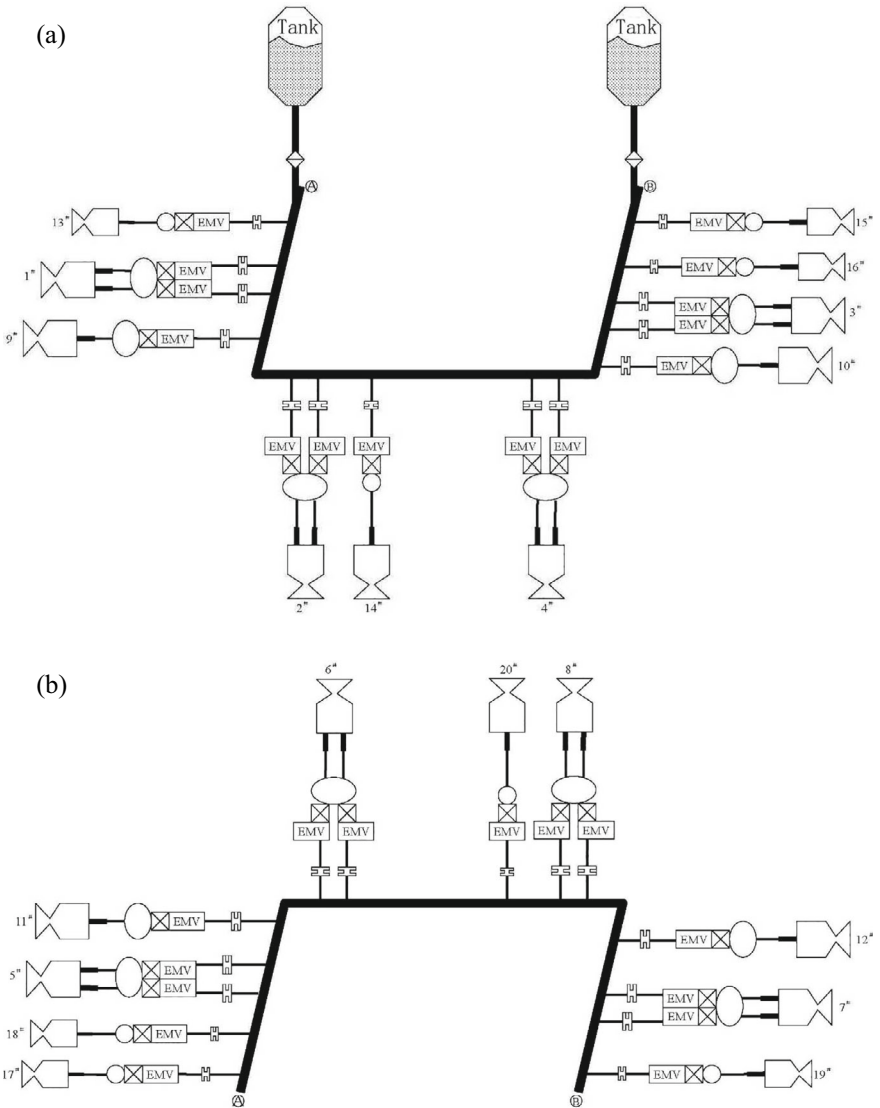 (a)
Tank Tank
A B
13# EMV EMV 15#
1# EMV EMV EMV 16#
EMV 3#
EMV
9# EMV EMV 10#
EMV EMV EMV EMV EMV
2# 14# 4#
(b)
6# 20# 8#
EMV EMV EMV EMV EMV
11# EMV EMV 12#
5# EMV EMV 7#
EMV EMV
18# EMV
17# EMV EMV 19#
A B